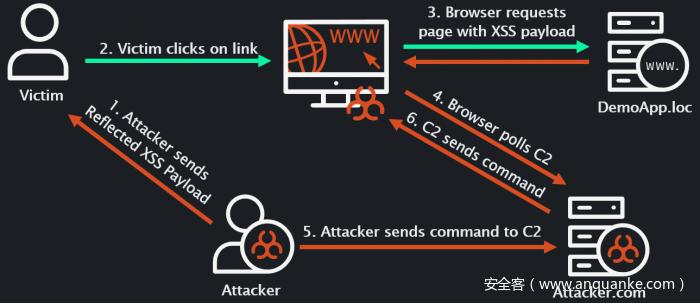 3. Browser requests
page with XSS payload
2. Victim clicks on link
WWW
www.
Victim
DemoApp.loc
1. Attacker sends
Reflected XSS Payload
4. Browser polls C2
6. C2 sends command
5. Attacker sends command to C2
Attacker
Attacker.com
安全客（www.anquanke.com）